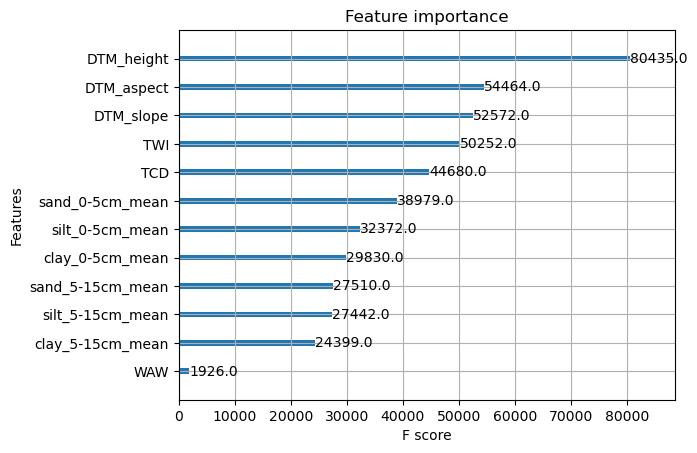 Feature importance
DTM_height 80435.0
DTM_aspect 54464.0
DTM_slope 52572.0
TWI 50252.0
TCD 44680.0
sand_0-5cm_mean 38979.0
silt_0-5cm_mean 32372.0
clay_0-5cm_mean 29830.0
sand_5-15cm_mean 27510.0
silt_5-15cm_mean 27442.0
clay_5-15cm_mean 24399.0
WAW 1926.0
Features
0 10000 20000 30000 40000 50000 60000 70000 80000
F score